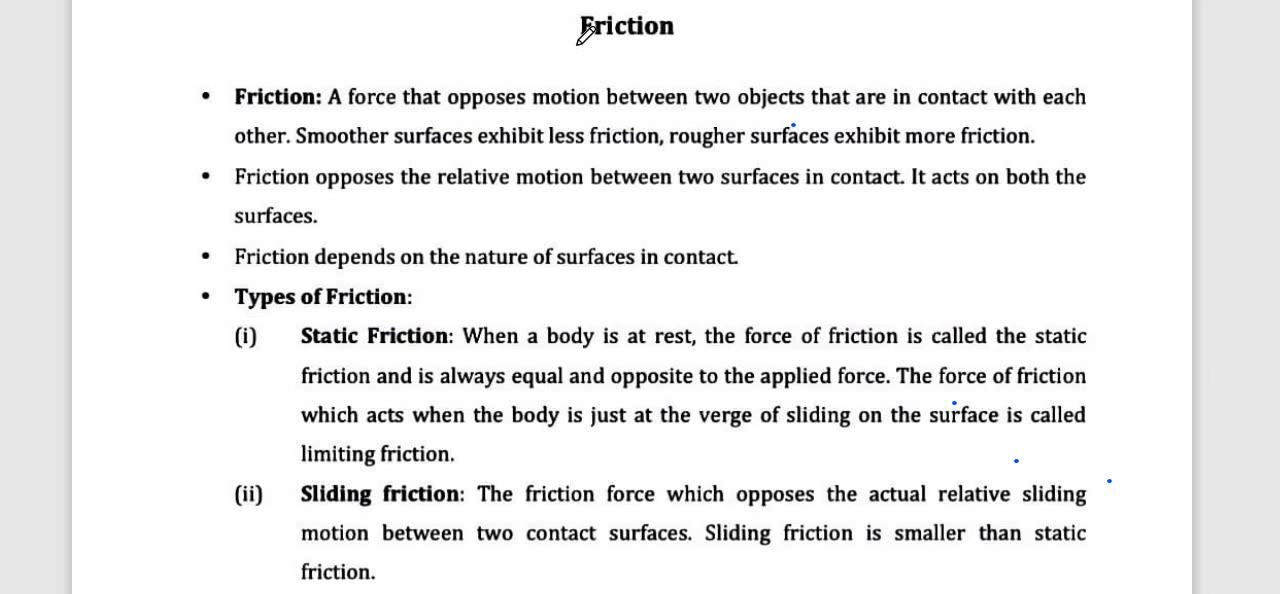 Friction
• Friction: A force that opposes motion between two objects that are in contact with each
other. Smoother surfaces exhibit less friction, rougher surfaces exhibit more friction.
• Friction opposes the relative motion between two surfaces in contact. It acts on both the
surfaces.
• Friction depends on the nature of surfaces in contact.
• Types of Friction:
(i) Static Friction: When a body is at rest, the force of friction is called the static
friction and is always equal and opposite to the applied force. The force of friction
which acts when the body is just at the verge of sliding on the surface is called
limiting friction.
(ii) Sliding friction: The friction force which opposes the actual relative sliding
motion between two contact surfaces. Sliding friction is smaller than static
friction.